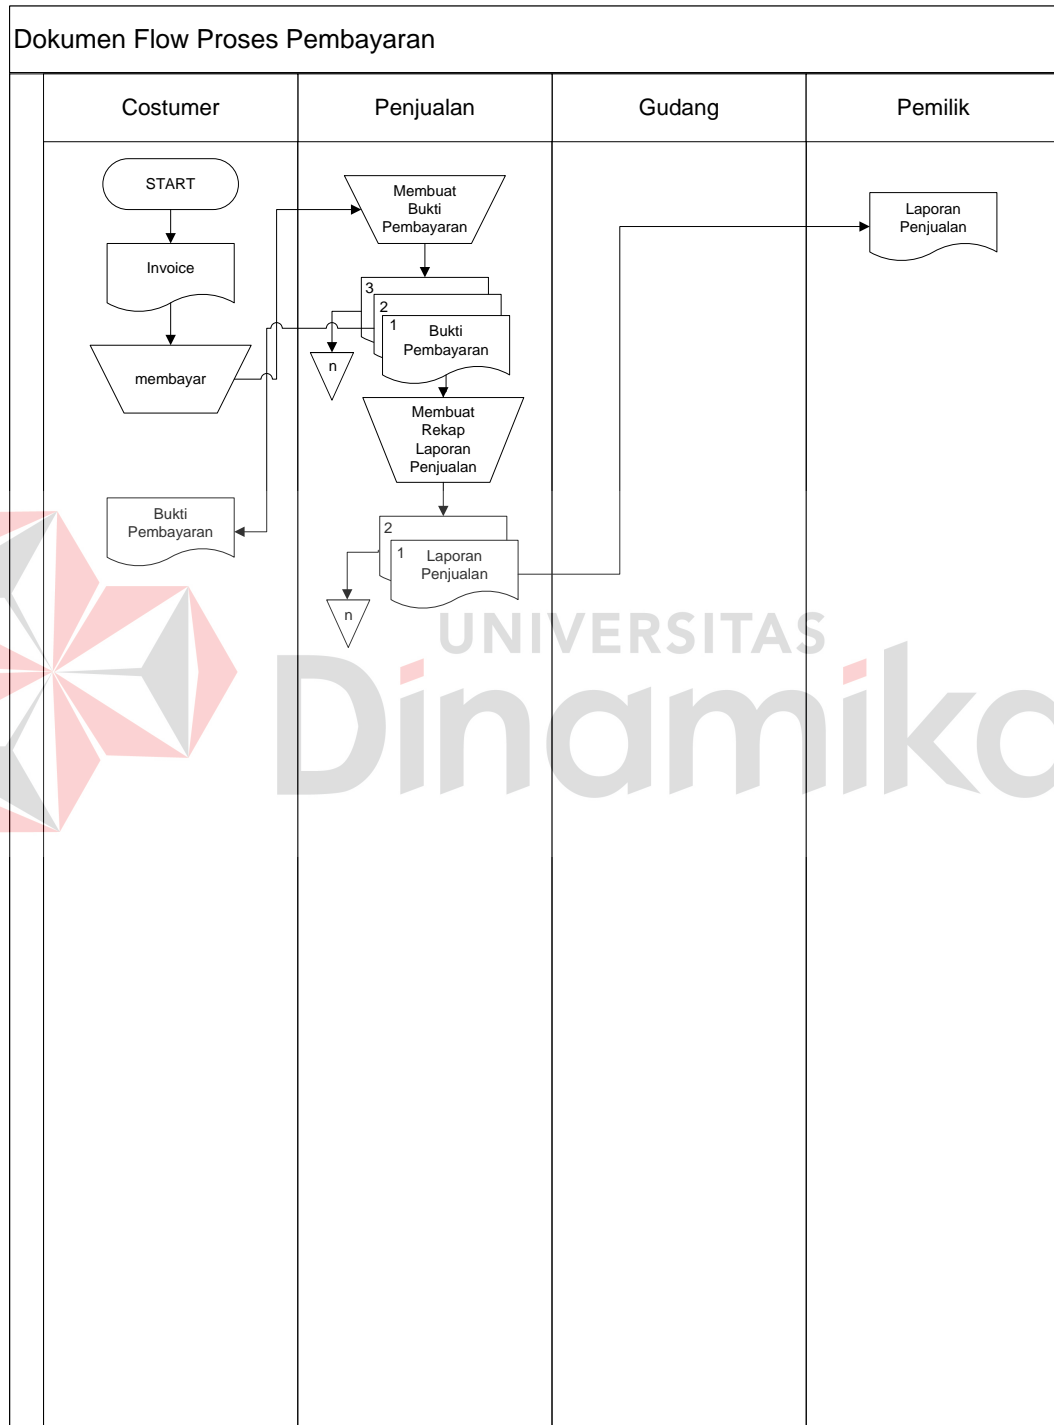 Dokumen Flow Proses Pembayaran
Costumer
Penjualan
Gudang
Pemilik
START
Invoice
membayar
Bukti
Pembayaran
Membuat
Bukti
Pembayaran
3
2
1
Bukti
Pembayaran
n
Membuat
Rekap
Laporan
Penjualan
2
1
Laporan
Penjualan
n
Laporan
Penjualan
UNIVERSITAS
Dinamika